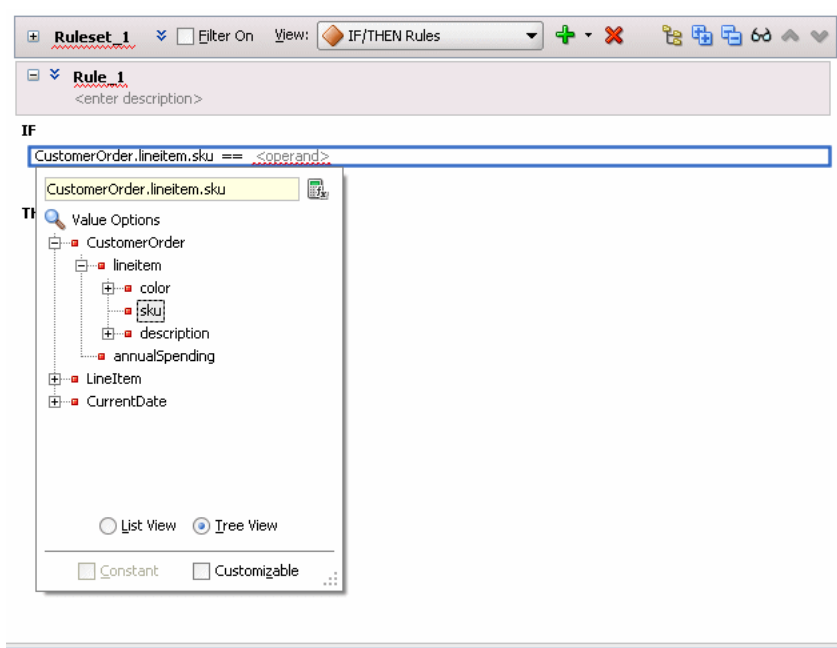 Ruleset_1 Filter On View: IF/THEN Rules
Rule_1
<enter description>
IF
CustomerOrder.lineitem.sku == <operand>
CustomerOrder.lineitem.sku
TH
Value Options
CustomerOrder
lineitem
color
sku
description
annualSpending
LineItem
CurrentDate
List View Tree View
Constant Customizable